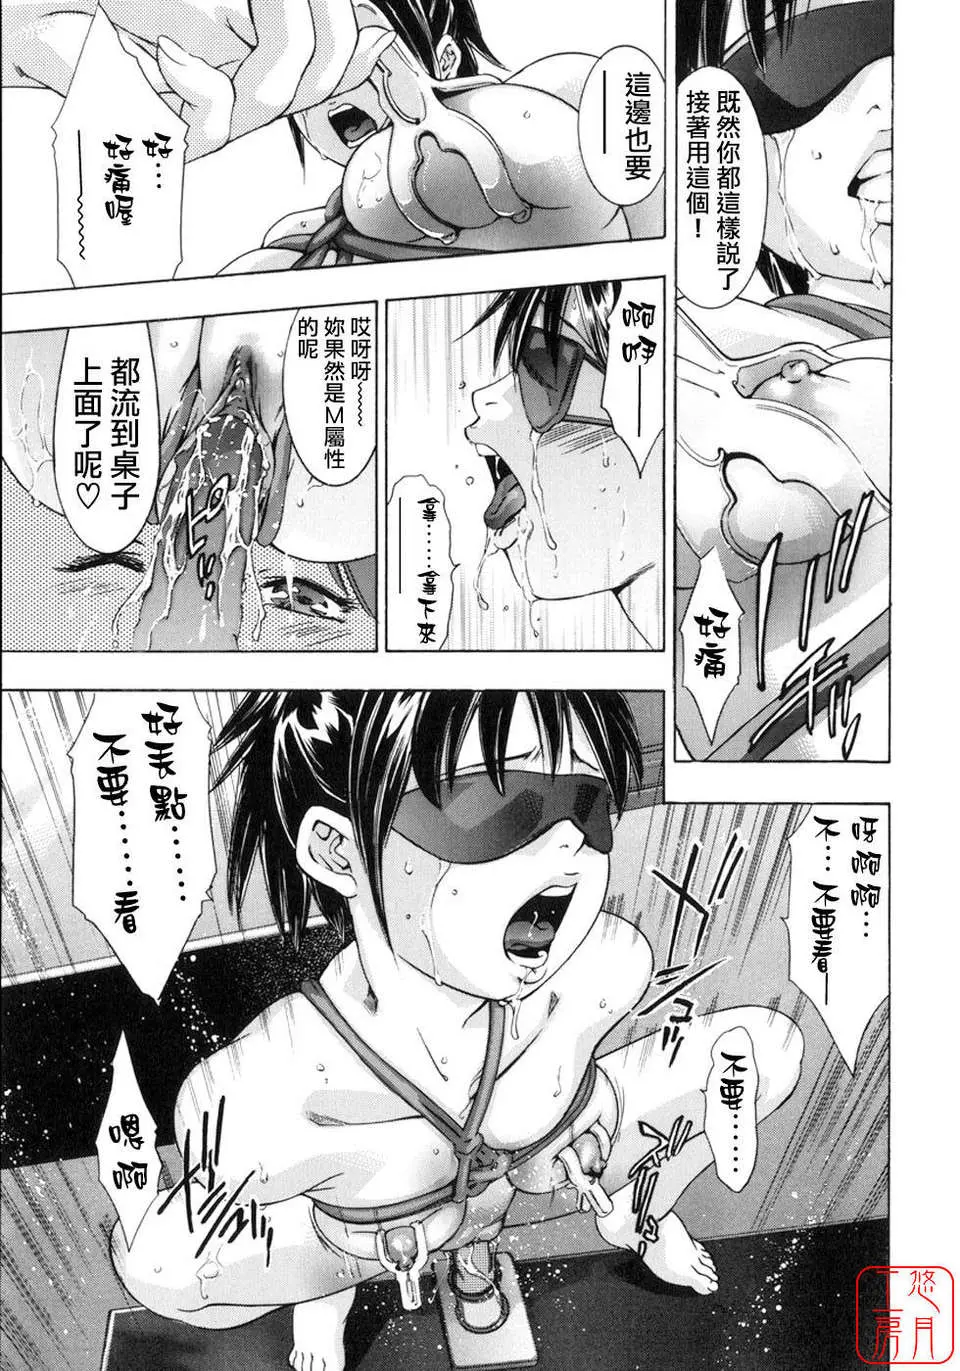 既然你都這樣說了
接著用這個！
好痛
這邊也要
——
好…
好痛喔
～～～
啊咿——
拿……拿下來
——
哎呀呀～～～
妳果然是M屬性
的呢
都流到桌子
上面了呢♡
呀啊啊…
不…不要看——
不要………
好丟點……
不要……看
嗯啊
悠月
工房